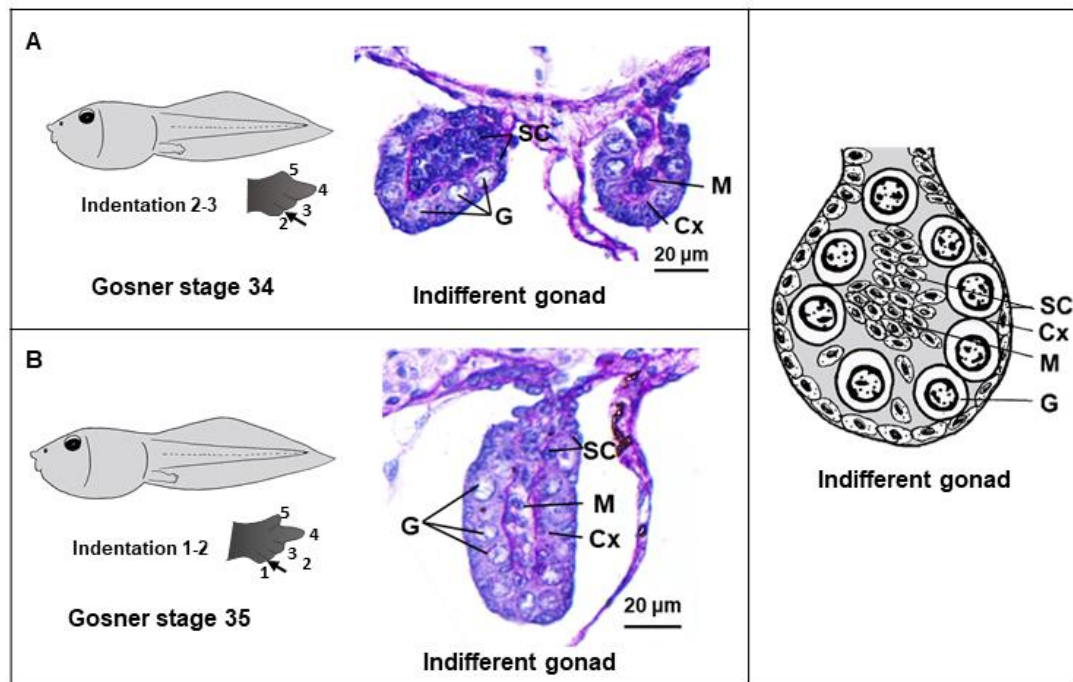 A
Indentation 2-3
5
4
3
2
Gosner stage 34
SC
G
M
Cx
20 µm
Indifferent gonad
B
Indentation 1-2
5
4
3
2
1
Gosner stage 35
SC
M
G
Cx
20 µm
Indifferent gonad
SC
Cx
M
G
Indifferent gonad